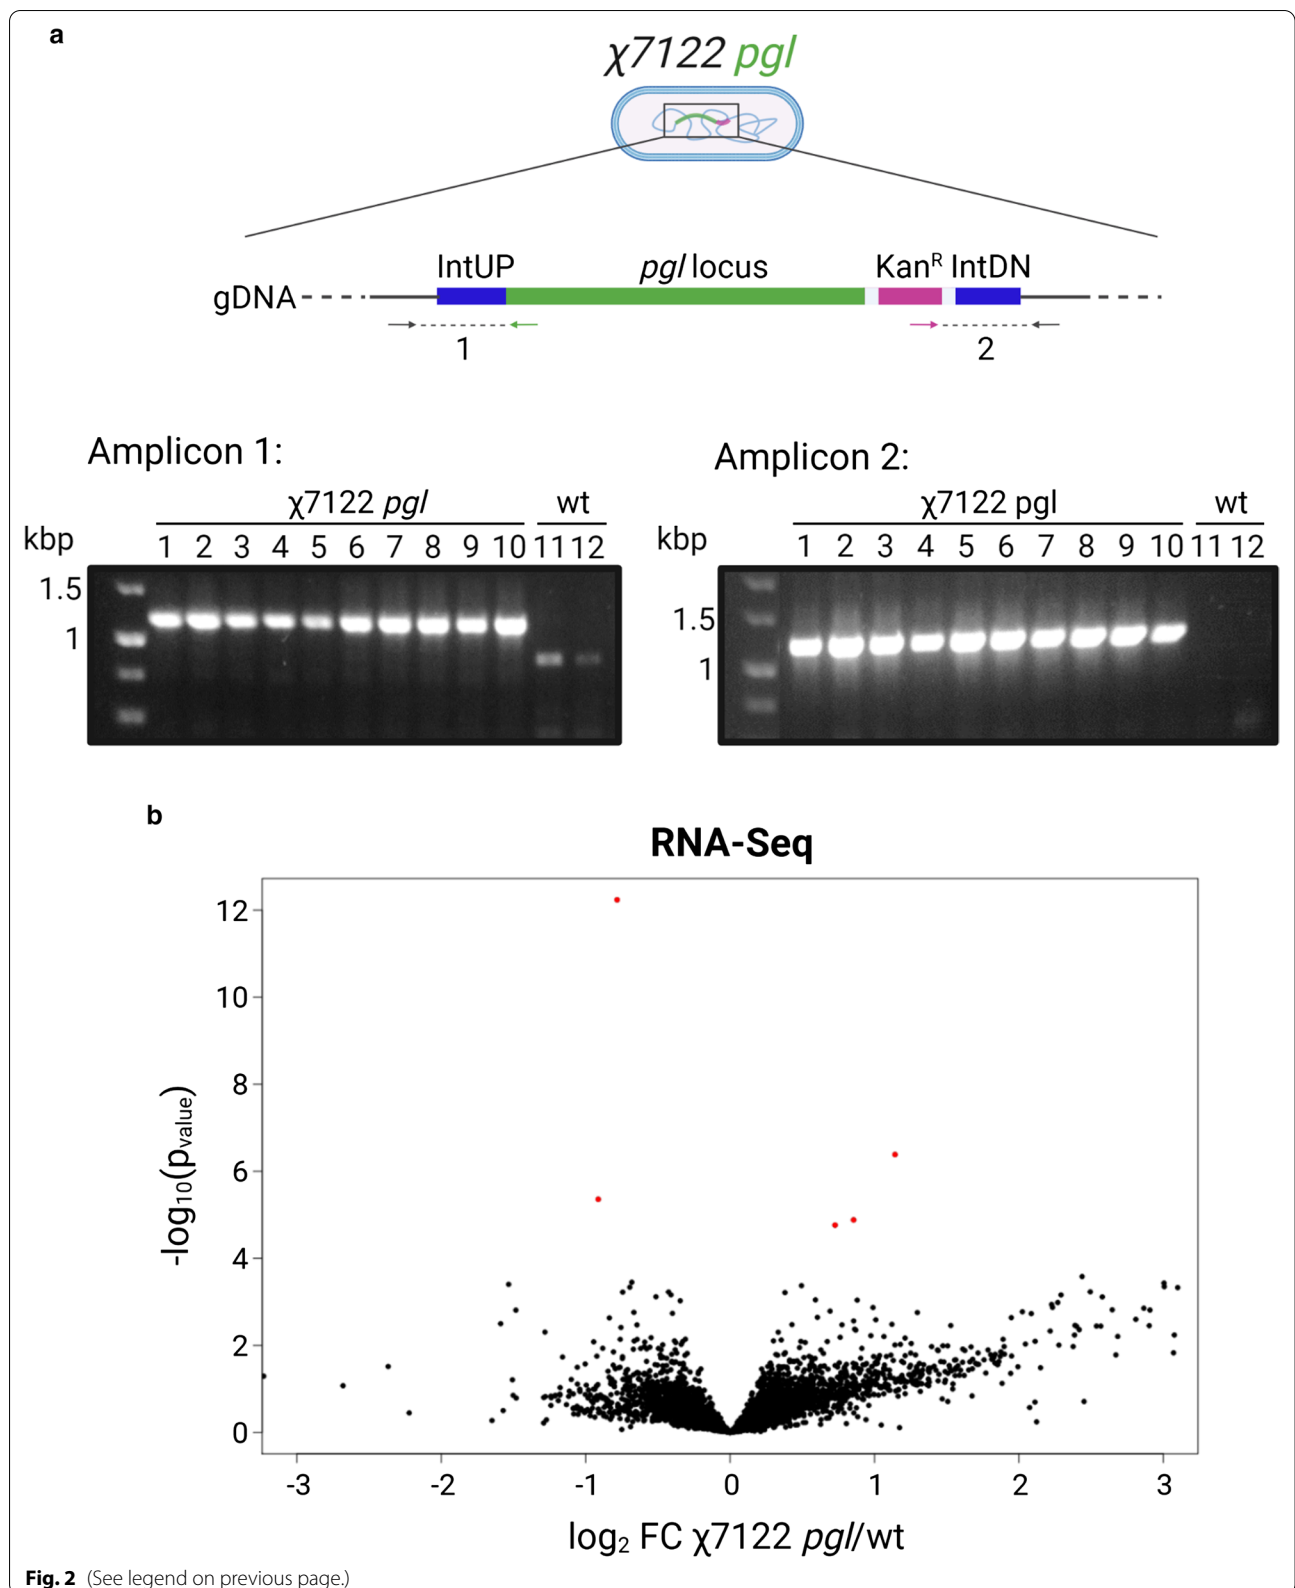 a
χ7122 pgl
IntUP pgl locus Kanᴿ IntDN
gDNA
1 2
Amplicon 1:
χ7122 pgl wt
kbp 1 2 3 4 5 6 7 8 9 10 11 12
1.5
1
Amplicon 2:
χ7122 pgl wt
kbp 1 2 3 4 5 6 7 8 9 10 11 12
1.5
1
b
RNA-Seq
12
10
8
6
4
2
0
-log₁₀(pvalue)
-3 -2 -1 0 1 2 3
log₂ FC χ7122 pgl/wt
Fig. 2 (See legend on previous page.)